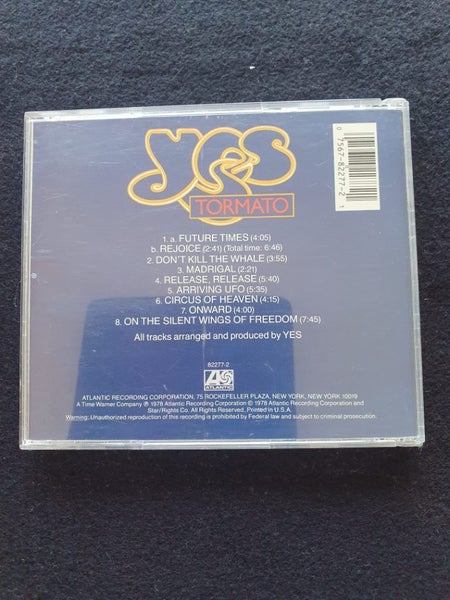 YES
TORMATO
0 7567-82277-2 1
1. a. FUTURE TIMES (4:05)
b. REJOICE (2:41) (Total time: 6:46)
2. DON'T KILL THE WHALE (3:55)
3. MADRIGAL (2:21)
4. RELEASE, RELEASE (5:40)
5. ARRIVING UFO (5:35)
6. CIRCUS OF HEAVEN (4:15)
7. ONWARD (4:00)
8. ON THE SILENT WINGS OF FREEDOM (7:45)
All tracks arranged and produced by YES
82277-2
ATLANTIC
ATLANTIC RECORDING CORPORATION, 75 ROCKEFELLER PLAZA, NEW YORK, NEW YORK 10019
A Time Warner Company ℗ 1978 Atlantic Recording Corporation © 1978 Atlantic Recording Corporation and
Star/Rights Co. All Rights Reserved. Printed in U.S.A.
Warning: Unauthorized reproduction of this recording is prohibited by Federal law and subject to criminal prosecution.